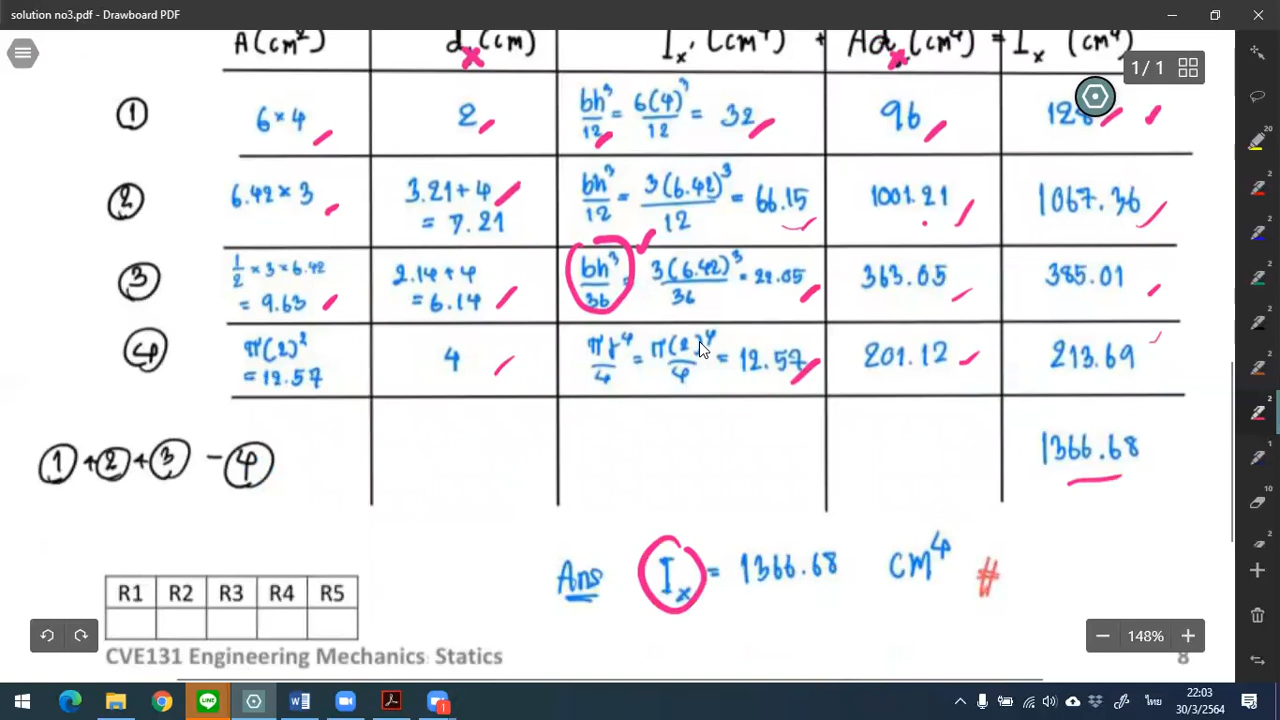 solution no3.pdf - Drawboard PDF
A (cm²) d (cm) Ix' (cm⁴) + Ad (cm⁴) = Ix (cm⁴)
1 / 1
① 6 × 4 2 bh³/12 = 6(4)³/12 = 32 96 128
② 6.42 × 3 3.21 + 4 = 7.21 bh³/12 = 3(6.42)³/12 = 66.15 1001.21 1067.36
③ 1/2 × 3 × 6.42 = 9.63 2.14 + 4 = 6.14 bh³/36 = 3(6.42)³/36 = 22.05 363.05 385.01
④ π(2)² = 12.57 4 πr⁴/4 = π(2)⁴/4 = 12.57 201.12 213.69
① + ② + ③ - ④ 1366.68
Ans Ix = 1366.68 cm⁴ #
R1 R2 R3 R4 R5
148%
CVE131 Engineering Mechanics: Statics 8
ไทย 22:03
30/3/2564